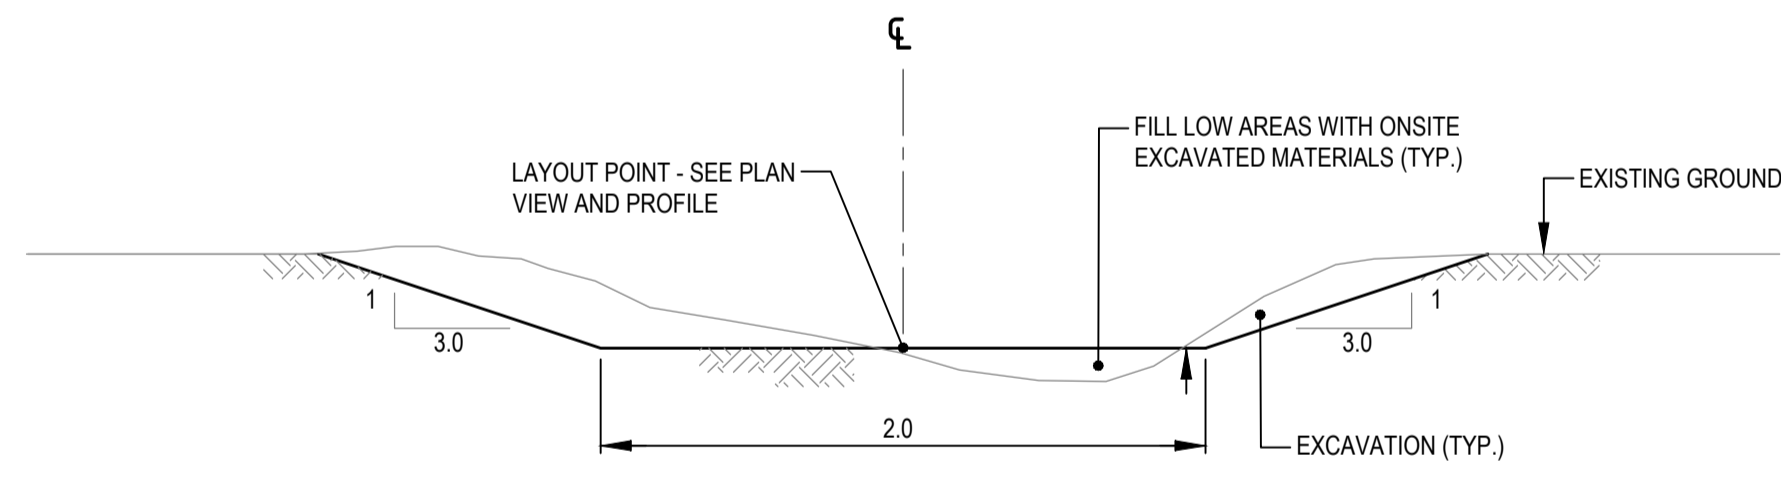 ℄
FILL LOW AREAS WITH ONSITE
EXCAVATED MATERIALS (TYP.)
LAYOUT POINT - SEE PLAN
VIEW AND PROFILE
EXISTING GROUND
1
3.0
1
3.0
2.0
EXCAVATION (TYP.)